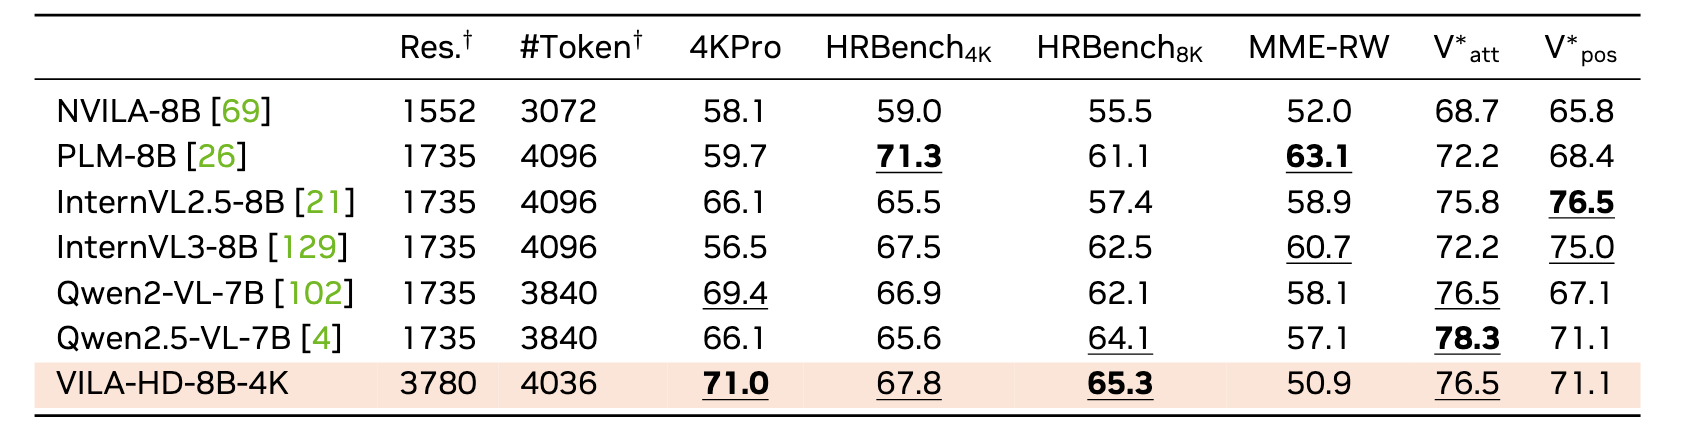 Res.† #Token† 4KPro HRBench4K HRBench8K MME-RW V*att V*pos
NVILA-8B [69] 1552 3072 58.1 59.0 55.5 52.0 68.7 65.8
PLM-8B [26] 1735 4096 59.7 71.3 61.1 63.1 72.2 68.4
InternVL2.5-8B [21] 1735 4096 66.1 65.5 57.4 58.9 75.8 76.5
InternVL3-8B [129] 1735 4096 56.5 67.5 62.5 60.7 72.2 75.0
Qwen2-VL-7B [102] 1735 3840 69.4 66.9 62.1 58.1 76.5 67.1
Qwen2.5-VL-7B [4] 1735 3840 66.1 65.6 64.1 57.1 78.3 71.1
VILA-HD-8B-4K 3780 4036 71.0 67.8 65.3 50.9 76.5 71.1